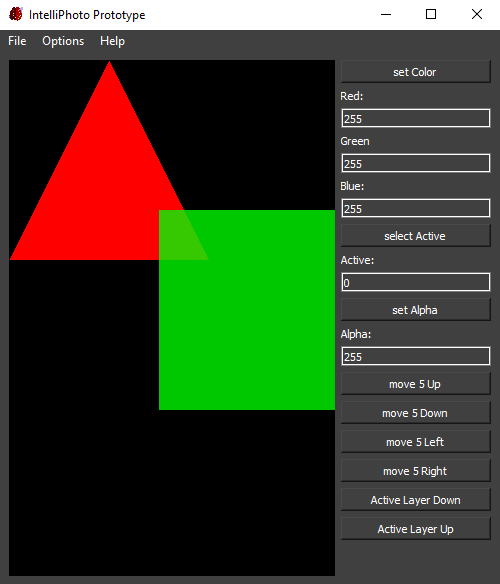 IntelliPhoto Prototype
File Options Help
set Color
Red:
255
Green
255
Blue:
255
select Active
Active:
0
set Alpha
Alpha:
255
move 5 Up
move 5 Down
move 5 Left
move 5 Right
Active Layer Down
Active Layer Up